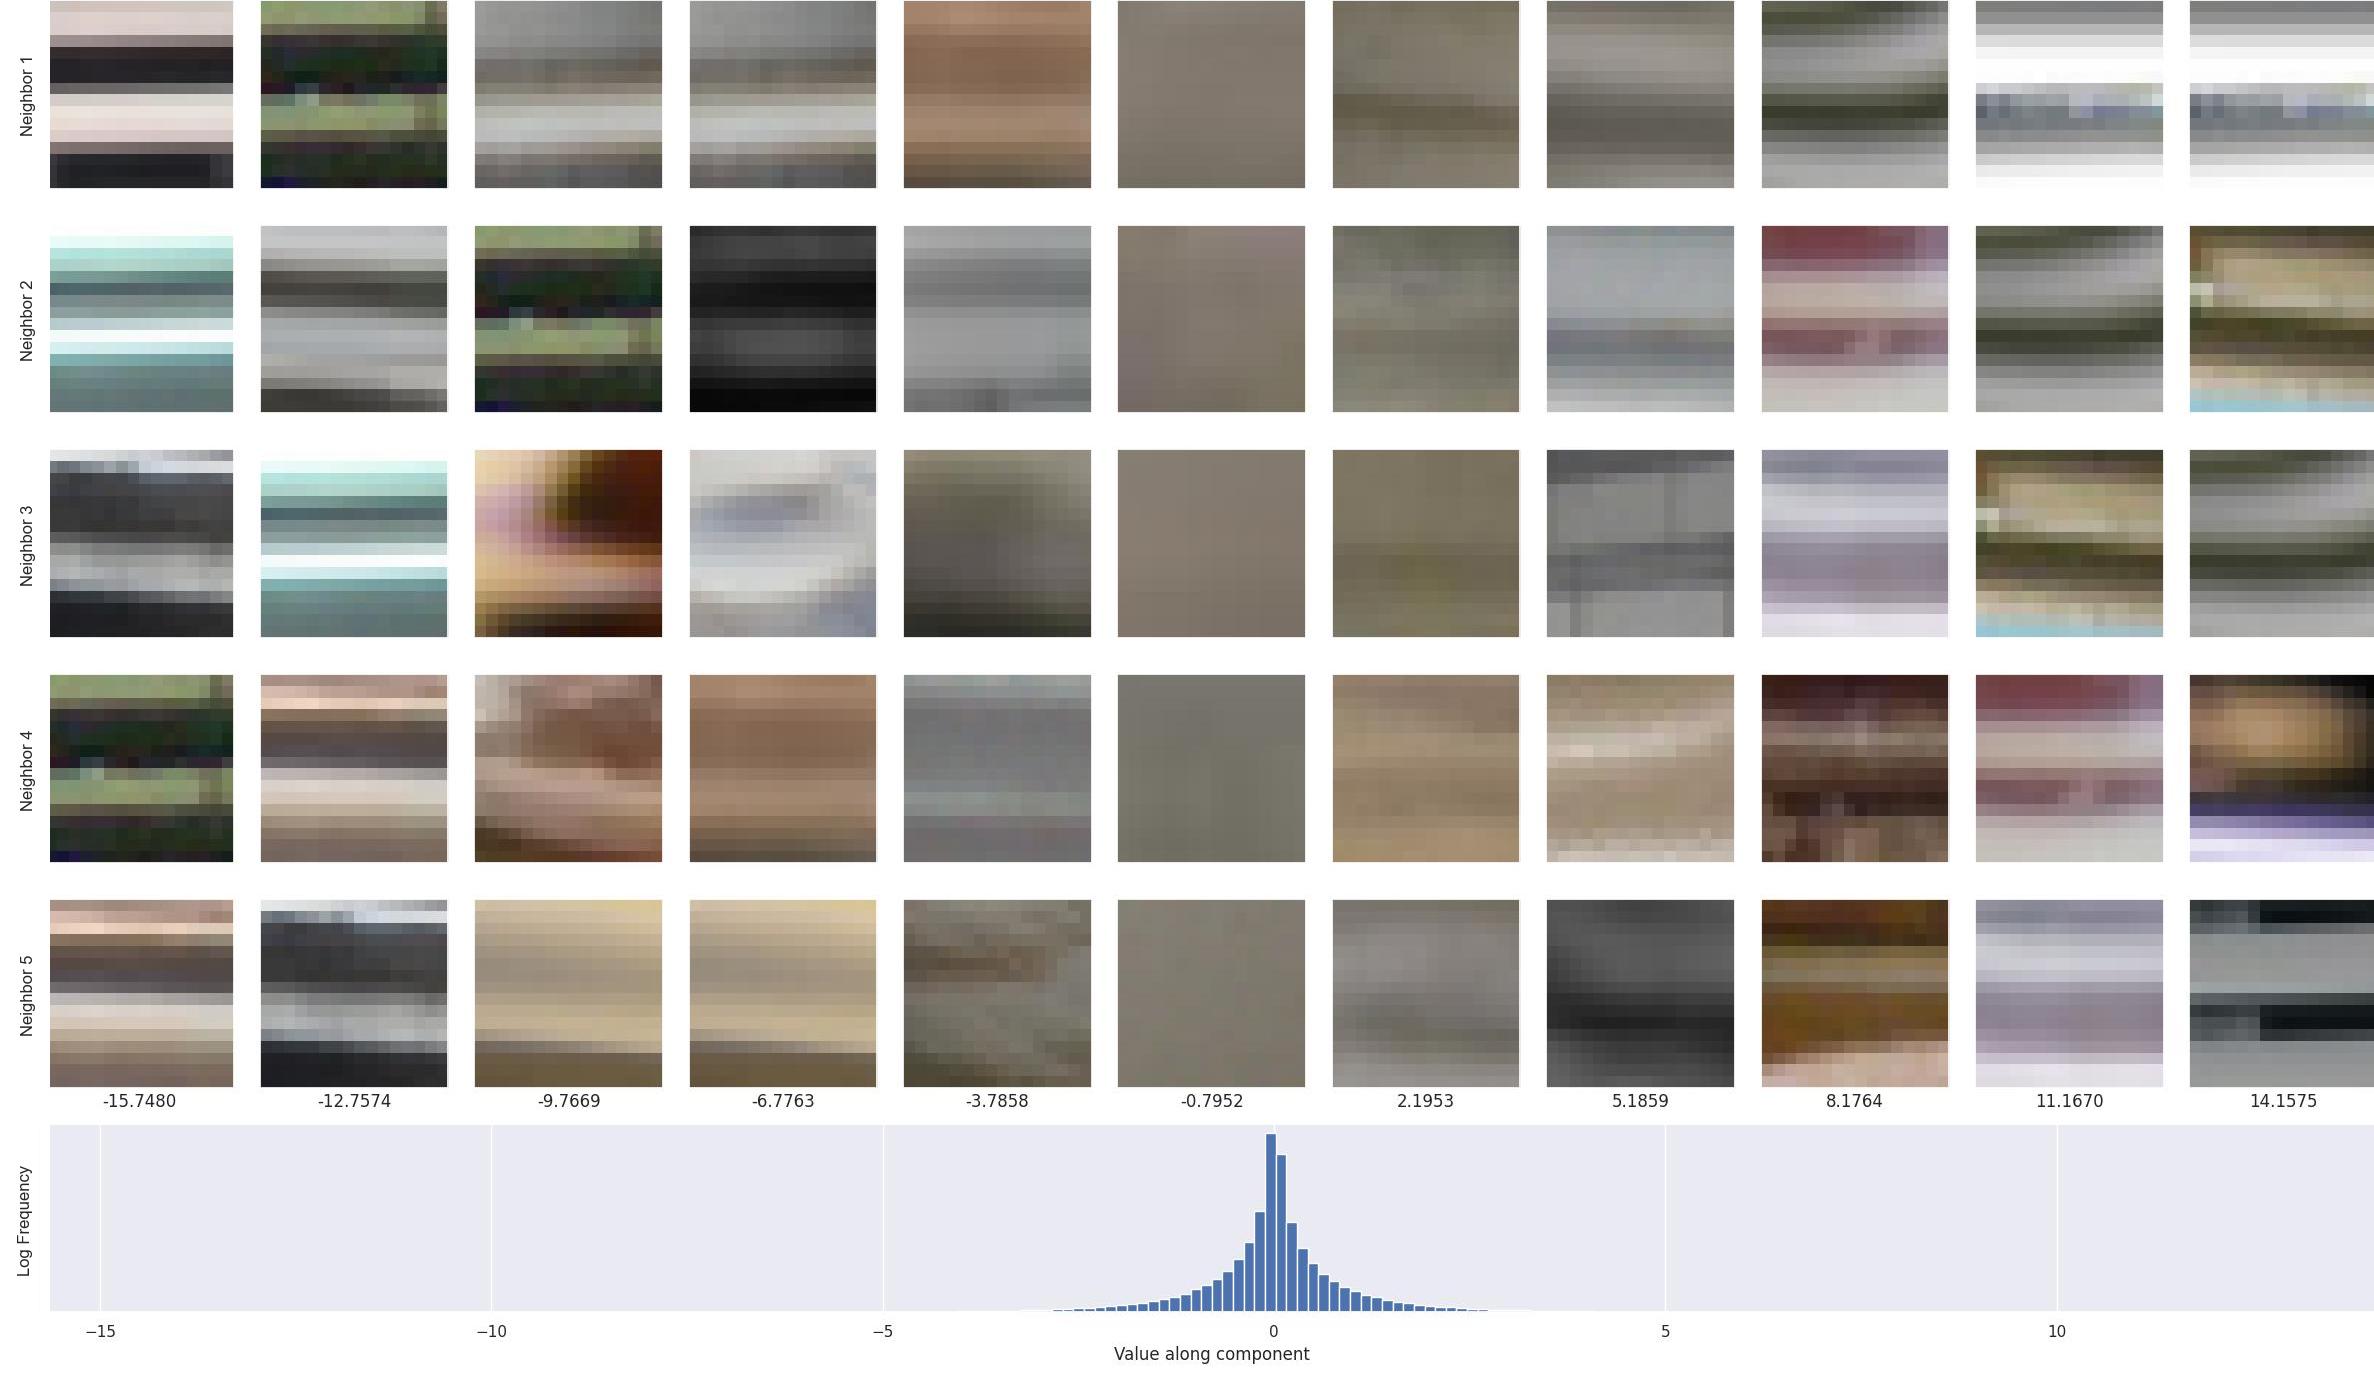 Neighbor 1
Neighbor 2
Neighbor 3
Neighbor 4
Neighbor 5
-15.7480 -12.7574 -9.7669 -6.7763 -3.7858 -0.7952 2.1953 5.1859 8.1764 11.1670 14.1575
Log Frequency
−15 −10 −5 0 5 10
Value along component